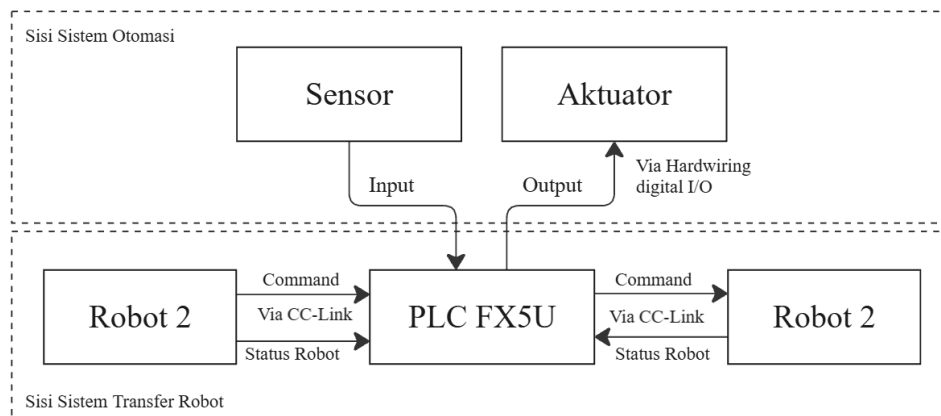 Sisi Sistem Otomasi
Sensor
Aktuator
Input
Output
Via Hardwiring
digital I/O
Robot 2
Command
Via CC-Link
Status Robot
PLC FX5U
Command
Via CC-Link
Status Robot
Robot 2
Sisi Sistem Transfer Robot